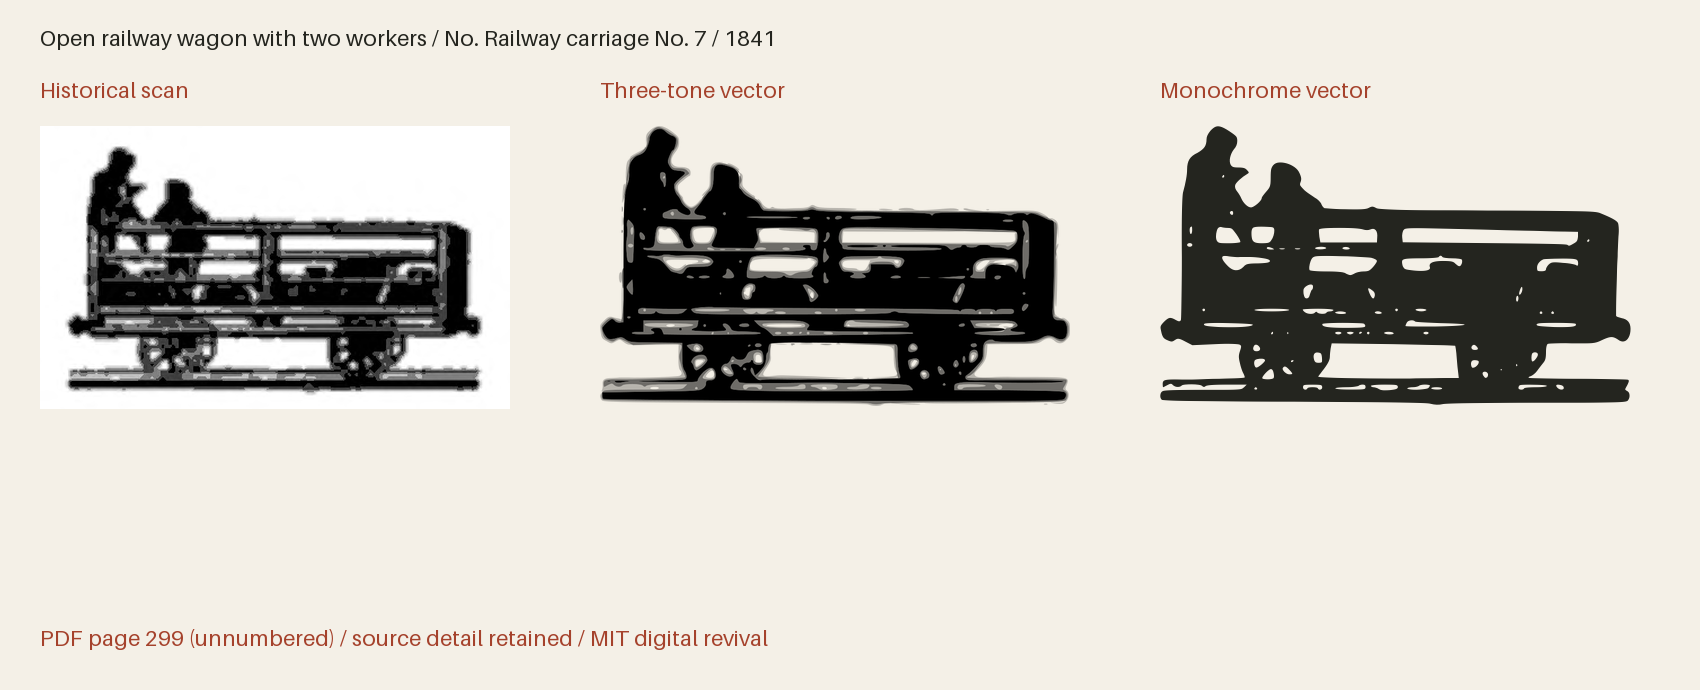 Open railway wagon with two workers / No. Railway carriage No. 7 / 1841
Historical scan
Three-tone vector
Monochrome vector
PDF page 299 (unnumbered) / source detail retained / MIT digital revival